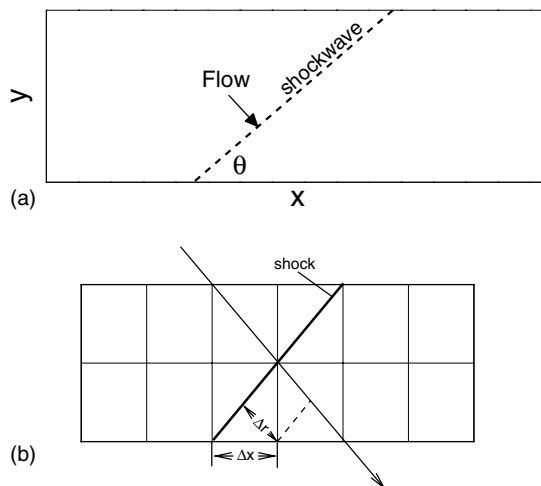 y
shockwave
Flow
θ
(a)
x
shock
Δr
Δx
(b)